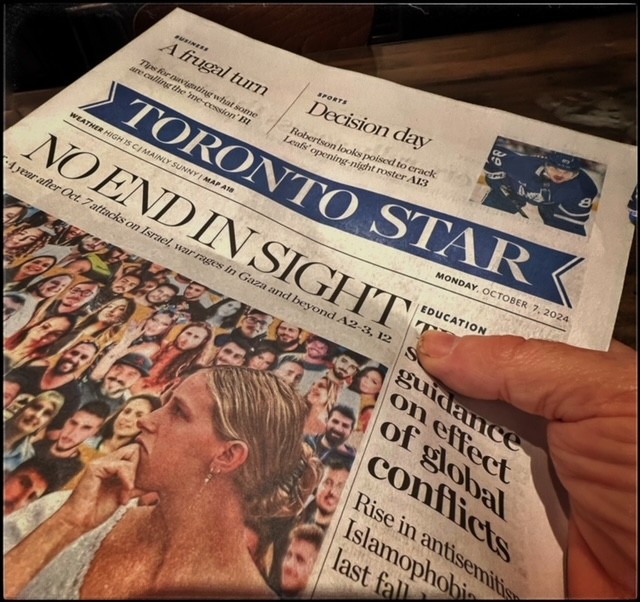 BUSINESS
A frugal turn
Tips for navigating what some
are calling the 'me-cession' B1
SPORTS
Decision day
Robertson looks poised to crack
Leafs' opening-night roster A13
TORONTO STAR
WEATHER HIGH 15 C | MAINLY SUNNY | MAP A18
MONDAY, OCTOBER 7, 2024
NO END IN SIGHT
A year after Oct. 7 attacks on Israel, war rages in Gaza and beyond A2-3, 12
EDUCATION
guidance
on effect
of global
conflicts
Rise in antisemitism
Islamophobia
last fall